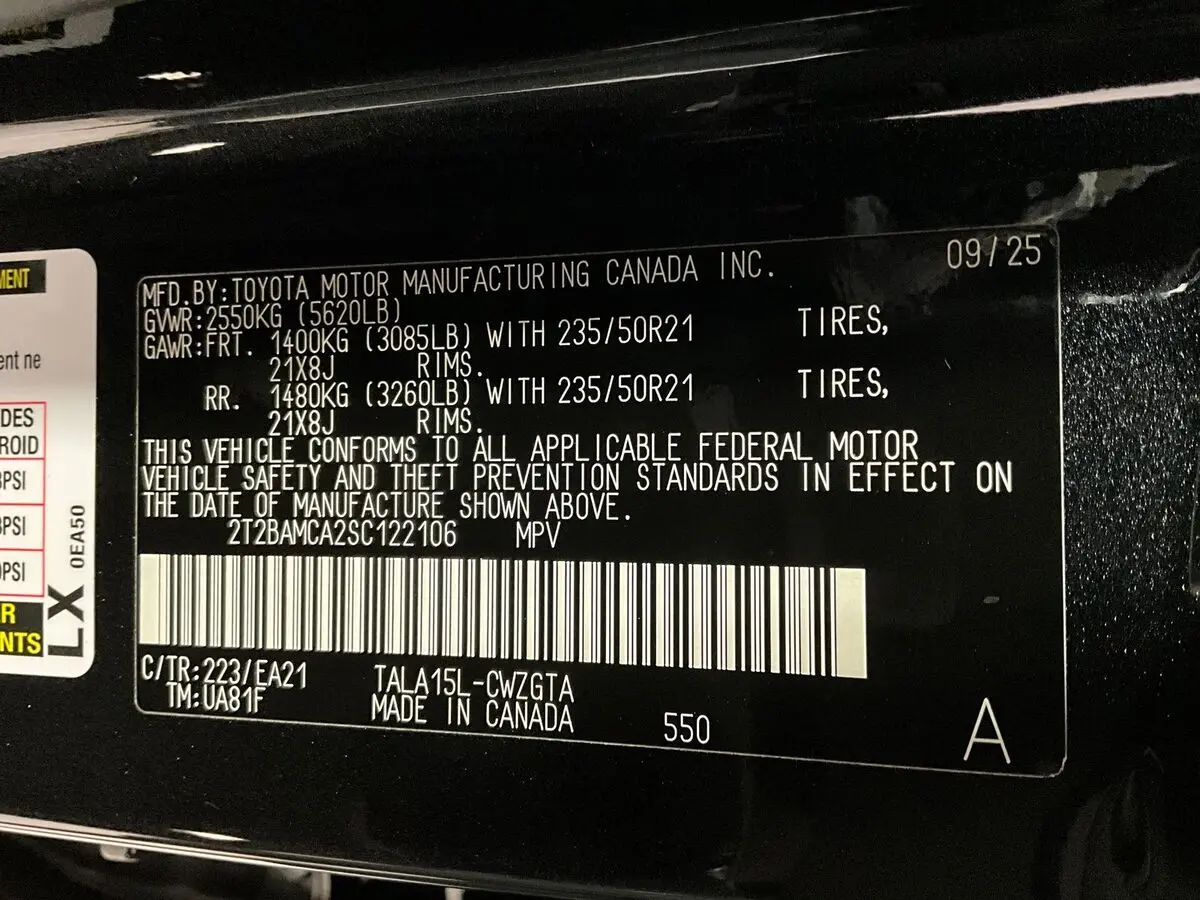 MENT
ent ne
DES
ROID
PSI
PSI
PSI
R
NTS
LX
0EA50
MFD.BY:TOYOTA MOTOR MANUFACTURING CANADA INC. 09/25
GVWR:2550KG (5620LB)
GAWR:FRT. 1400KG (3085LB) WITH 235/50R21 TIRES,
21X8J RIMS.
RR. 1480KG (3260LB) WITH 235/50R21 TIRES,
21X8J RIMS.
THIS VEHICLE CONFORMS TO ALL APPLICABLE FEDERAL MOTOR
VEHICLE SAFETY AND THEFT PREVENTION STANDARDS IN EFFECT ON
THE DATE OF MANUFACTURE SHOWN ABOVE.
2T2BAMCA2SC122106 MPV
C/TR:223/EA21 TALA15L-CWZGTA
TM:UA81F MADE IN CANADA 550 A